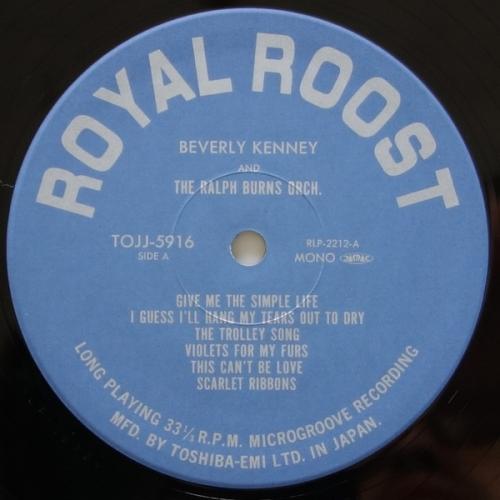 ROYAL ROOST
BEVERLY KENNEY
AND
THE RALPH BURNS ORCH.
TOJJ-5916
SIDE A
RLP-2212-A
MONO
GIVE ME THE SIMPLE LIFE
I GUESS I'LL HANG MY TEARS OUT TO DRY
THE TROLLEY SONG
VIOLETS FOR MY FURS
THIS CAN'T BE LOVE
SCARLET RIBBONS
LONG PLAYING 33⅓ R.P.M. MICROGROOVE RECORDING
MFD. BY TOSHIBA-EMI LTD. IN JAPAN.